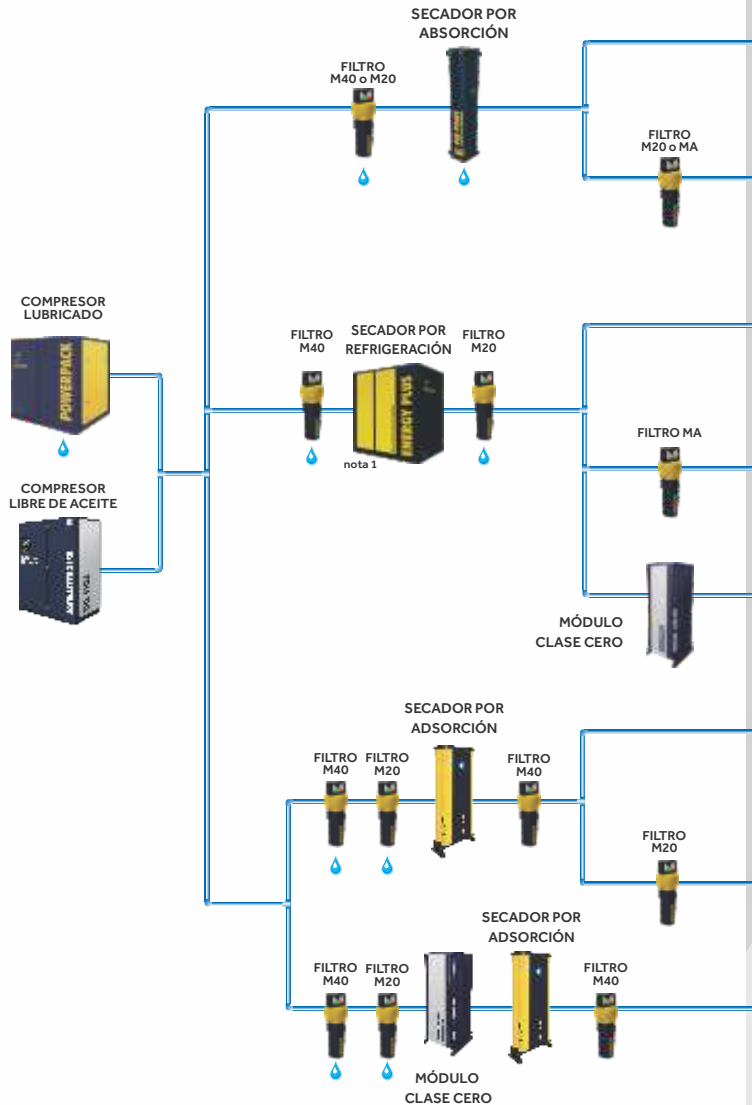 SECADOR POR
ABSORCIÓN
FILTRO
M40 o M20
FILTRO
M20 o MA
COMPRESOR
LUBRICADO
POWERPACK
FILTRO
M40
SECADOR POR
REFRIGERACIÓN
ENERGY PLUS
nota 1
FILTRO
M20
FILTRO MA
COMPRESOR
LIBRE DE ACEITE
MÓDULO
CLASE CERO
SECADOR POR
ADSORCIÓN
FILTRO
M40
FILTRO
M20
FILTRO
M40
FILTRO
M20
SECADOR POR
ADSORCIÓN
FILTRO
M40
FILTRO
M20
FILTRO
M40
MÓDULO
CLASE CERO